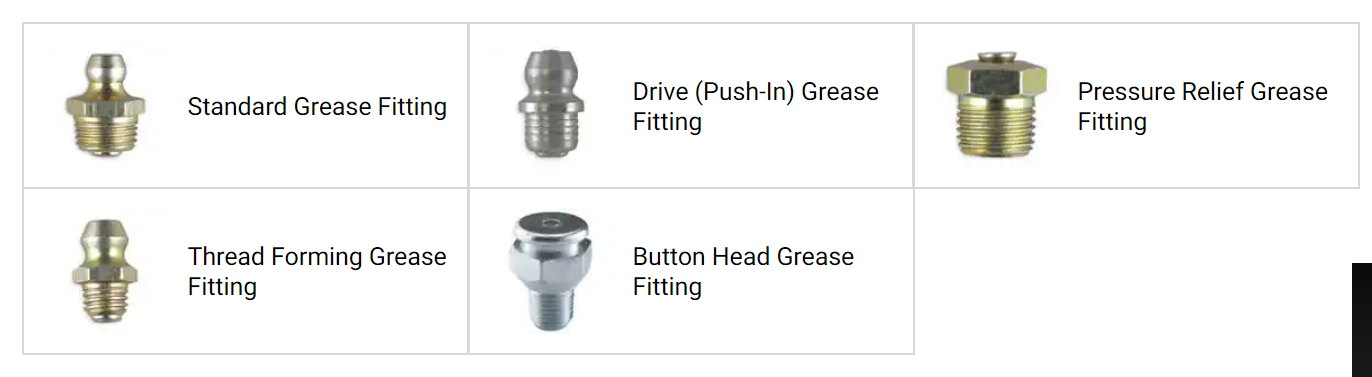 Standard Grease Fitting
Drive (Push-In) Grease
Fitting
Pressure Relief Grease
Fitting
Thread Forming Grease
Fitting
Button Head Grease
Fitting